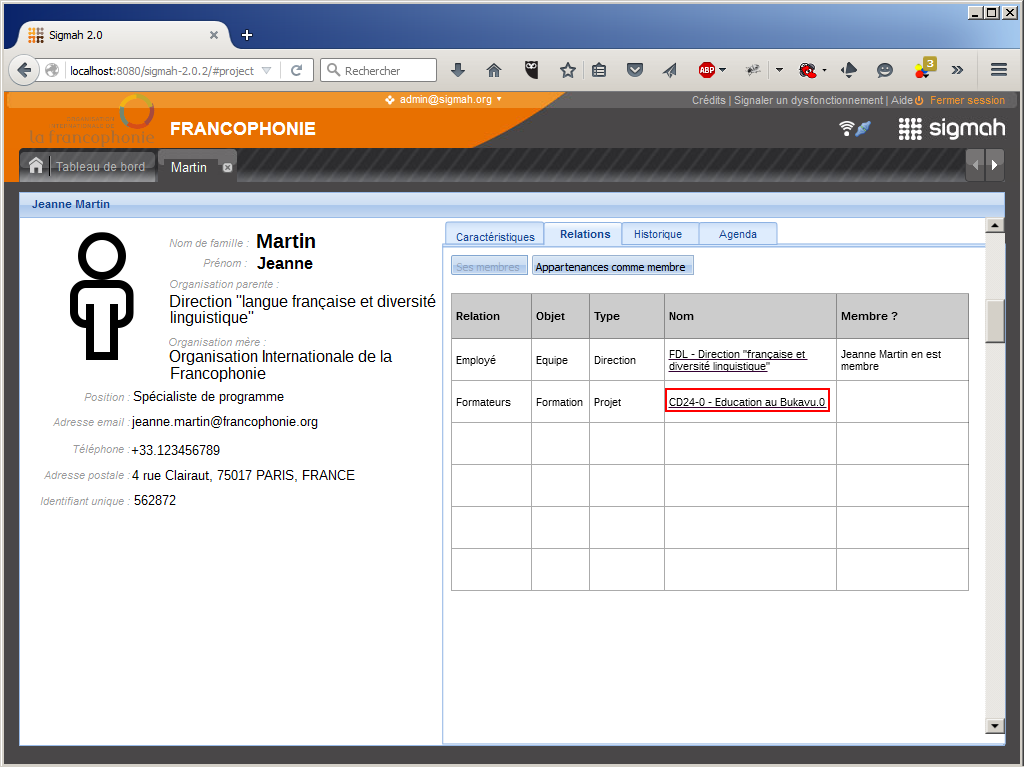 Sigmah 2.0
localhost:8080/sigmah-2.0.2/#project
Rechercher
ABP
3
admin@sigmah.org
Crédits | Signaler un dysfonctionnement | Aide
Fermer session
la francophonie
FRANCOPHONIE
sigmah
Tableau de bord
Martin
Jeanne Martin
Nom de famille : Martin
Prénom : Jeanne
Organisation parente :
Direction "langue française et diversité
linguistique"
Organisation mère :
Organisation Internationale de la
Francophonie
Position : Spécialiste de programme
Adresse email : jeanne.martin@francophonie.org
Téléphone : +33.123456789
Adresse postale : 4 rue Clairaut, 75017 PARIS, FRANCE
Identifiant unique : 562872
Caractéristiques
Relations
Historique
Agenda
Ses membres
Appartenances comme membre
Relation Objet Type Nom Membre ?
Employé Equipe Direction
FDL - Direction "française et
diversité linguistique"
Jeanne Martin en est
membre
Formateurs Formation Projet CD24-0 - Education au Bukavu.0